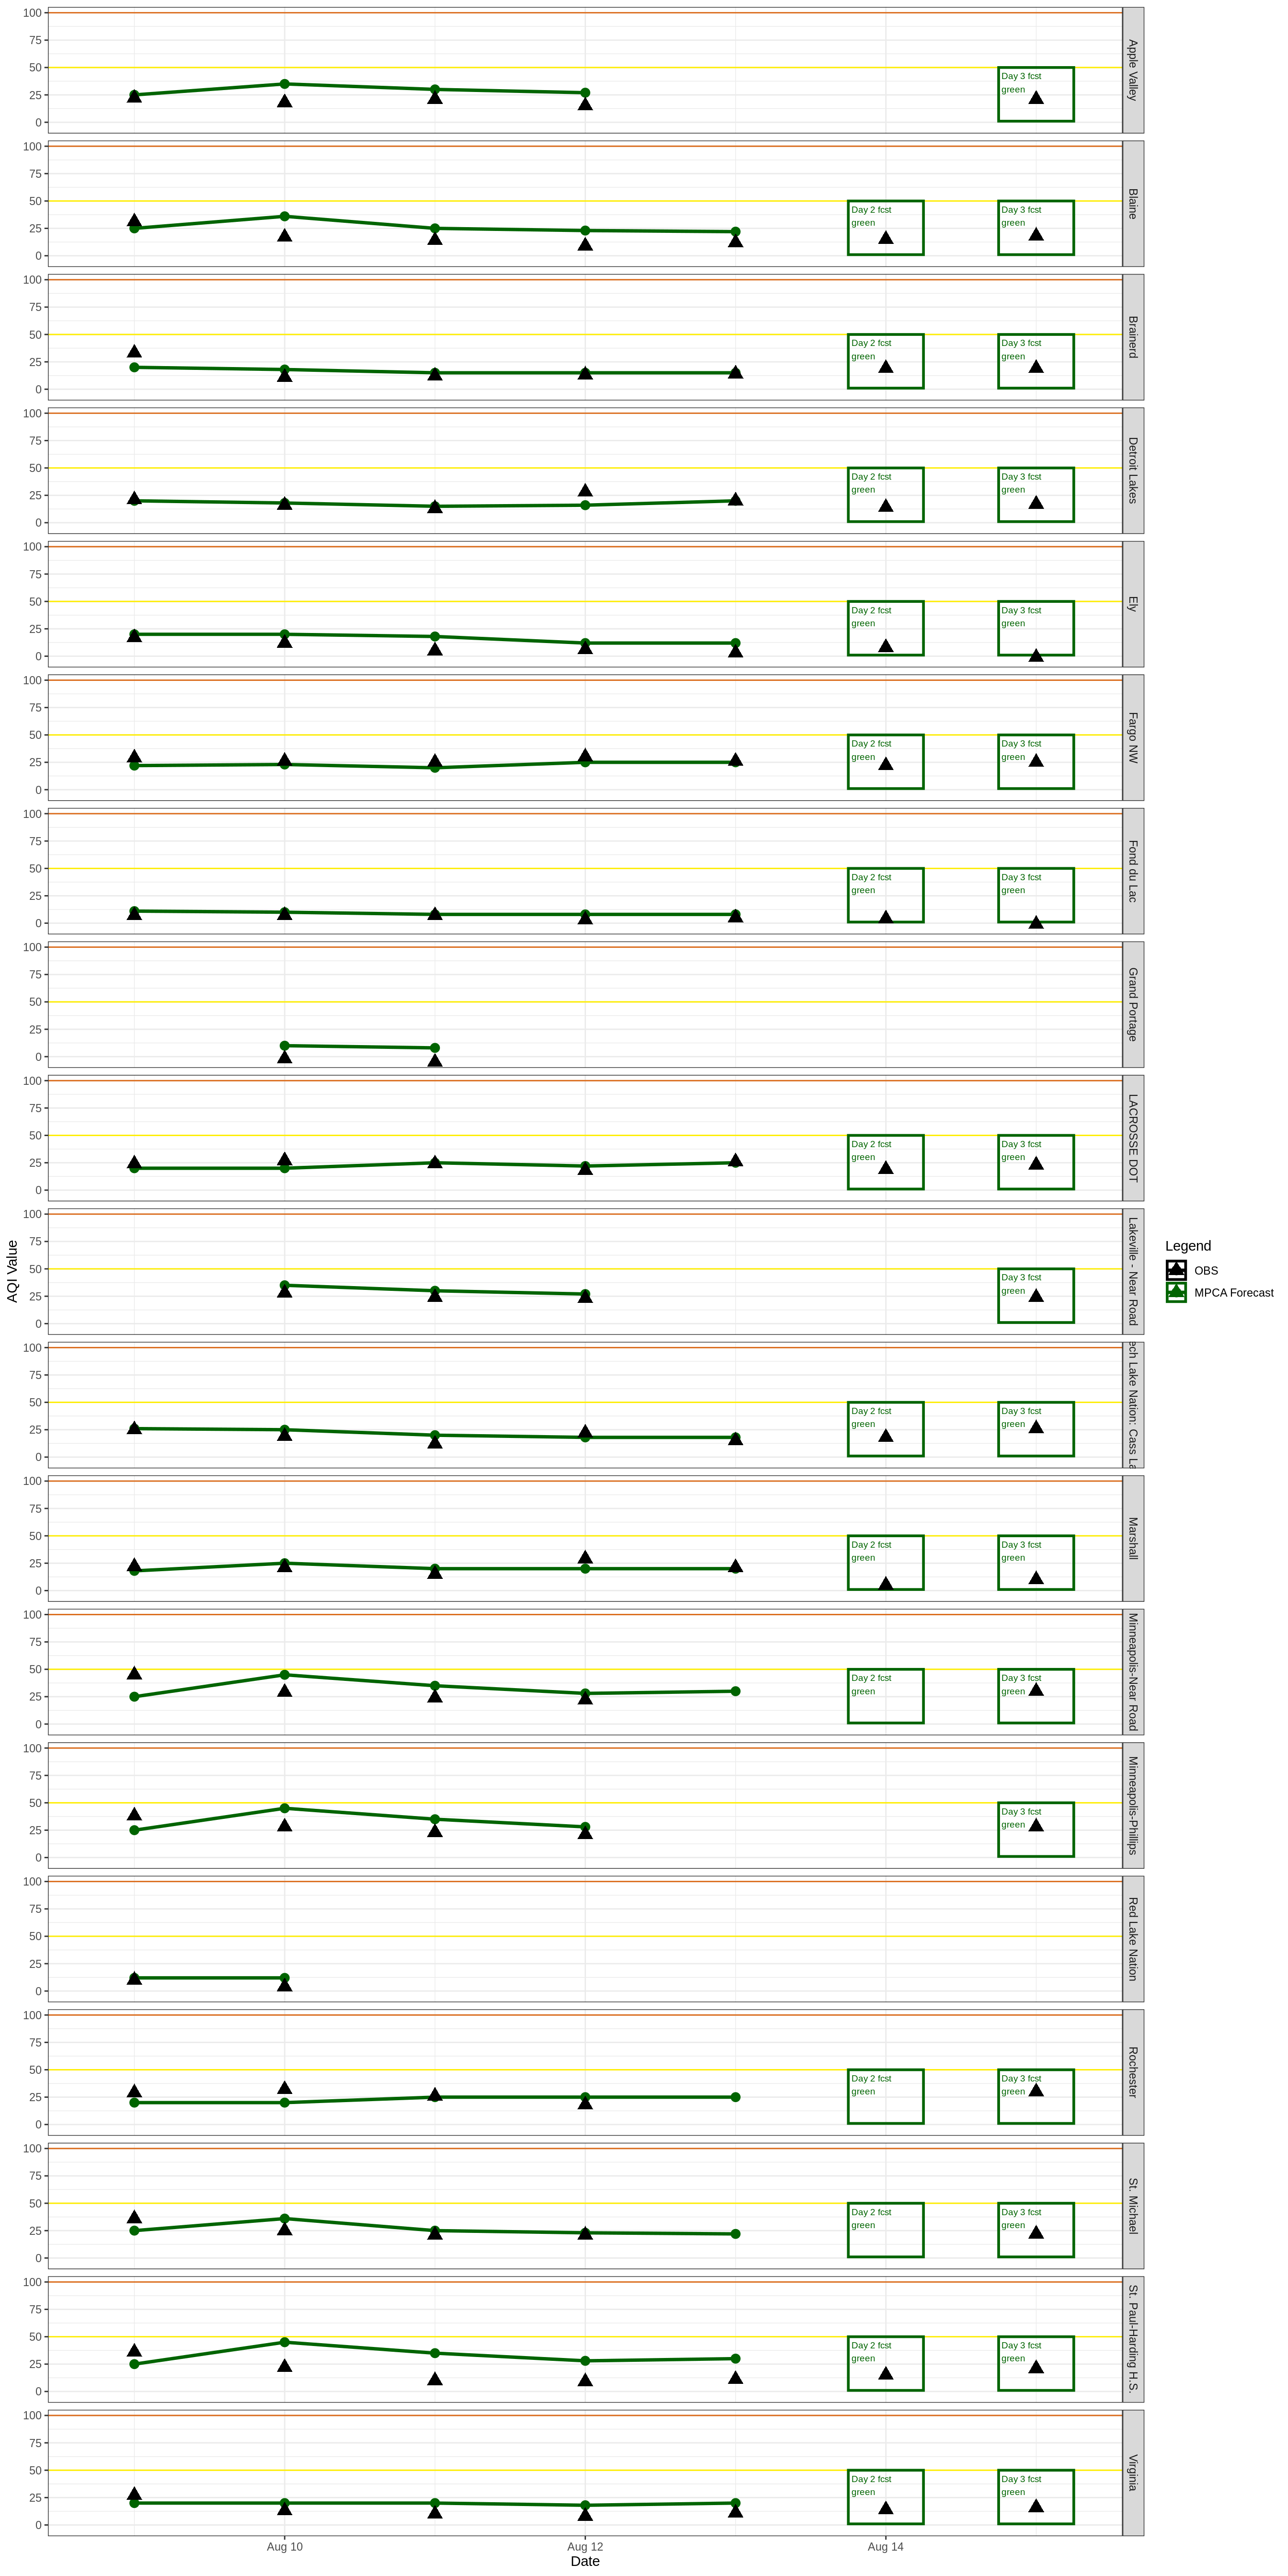 100
75
50
25
0
Day 3 fcst
green
Apple Valley
100
75
50
25
0
Day 2 fcst
green
Day 3 fcst
green
Blaine
100
75
50
25
0
Day 2 fcst
green
Day 3 fcst
green
Brainerd
100
75
50
25
0
Day 2 fcst
green
Day 3 fcst
green
Detroit Lakes
100
75
50
25
0
Day 2 fcst
green
Day 3 fcst
green
Ely
100
75
50
25
0
Day 2 fcst
green
Day 3 fcst
green
Fargo NW
100
75
50
25
0
Day 2 fcst
green
Day 3 fcst
green
Fond du Lac
100
75
50
25
0
Grand Portage
100
75
50
25
0
Day 2 fcst
green
Day 3 fcst
green
LACROSSE DOT
100
75
50
25
0
Day 3 fcst
green
Lakeville - Near Road
AQI Value
Legend
OBS
MPCA Forecast
100
75
50
25
0
Day 2 fcst
green
Day 3 fcst
green
ech Lake Nation: Cass La
100
75
50
25
0
Day 2 fcst
green
Day 3 fcst
green
Marshall
100
75
50
25
0
Day 2 fcst
green
Day 3 fcst
green
Minneapolis-Near Road
100
75
50
25
0
Day 3 fcst
green
Minneapolis-Phillips
100
75
50
25
0
Red Lake Nation
100
75
50
25
0
Day 2 fcst
green
Day 3 fcst
green
Rochester
100
75
50
25
0
Day 2 fcst
green
Day 3 fcst
green
St. Michael
100
75
50
25
0
Day 2 fcst
green
Day 3 fcst
green
St. Paul-Harding H.S.
100
75
50
25
0
Day 2 fcst
green
Day 3 fcst
green
Virginia
Aug 10
Aug 12
Aug 14
Date